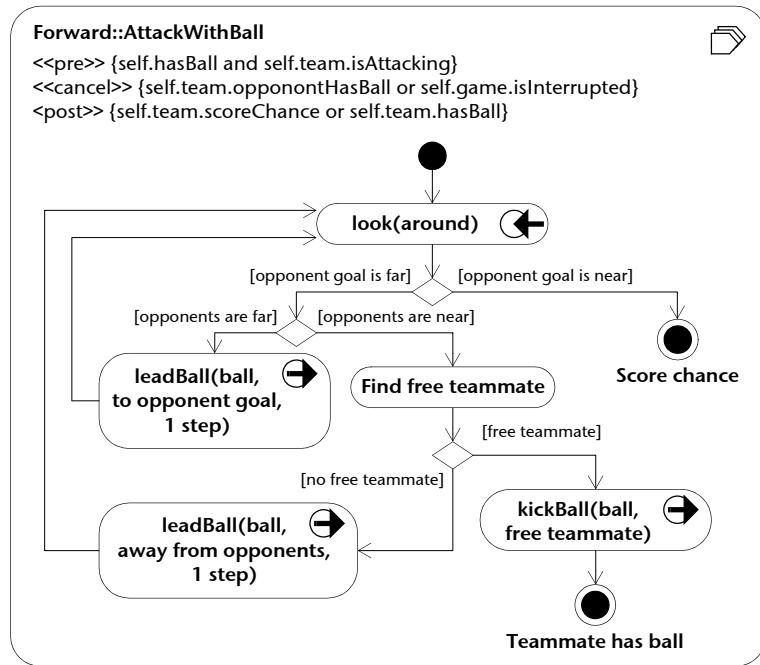 Forward::AttackWithBall
<<pre>> {self.hasBall and self.team.isAttacking}
<<cancel>> {self.team.opponontHasBall or self.game.isInterrupted}
<post>> {self.team.scoreChance or self.team.hasBall}
look(around)
[opponent goal is far]
[opponent goal is near]
[opponents are far]
[opponents are near]
leadBall(ball,
to opponent goal,
1 step)
Find free teammate
Score chance
[free teammate]
[no free teammate]
leadBall(ball,
away from opponents,
1 step)
kickBall(ball,
free teammate)
Teammate has ball